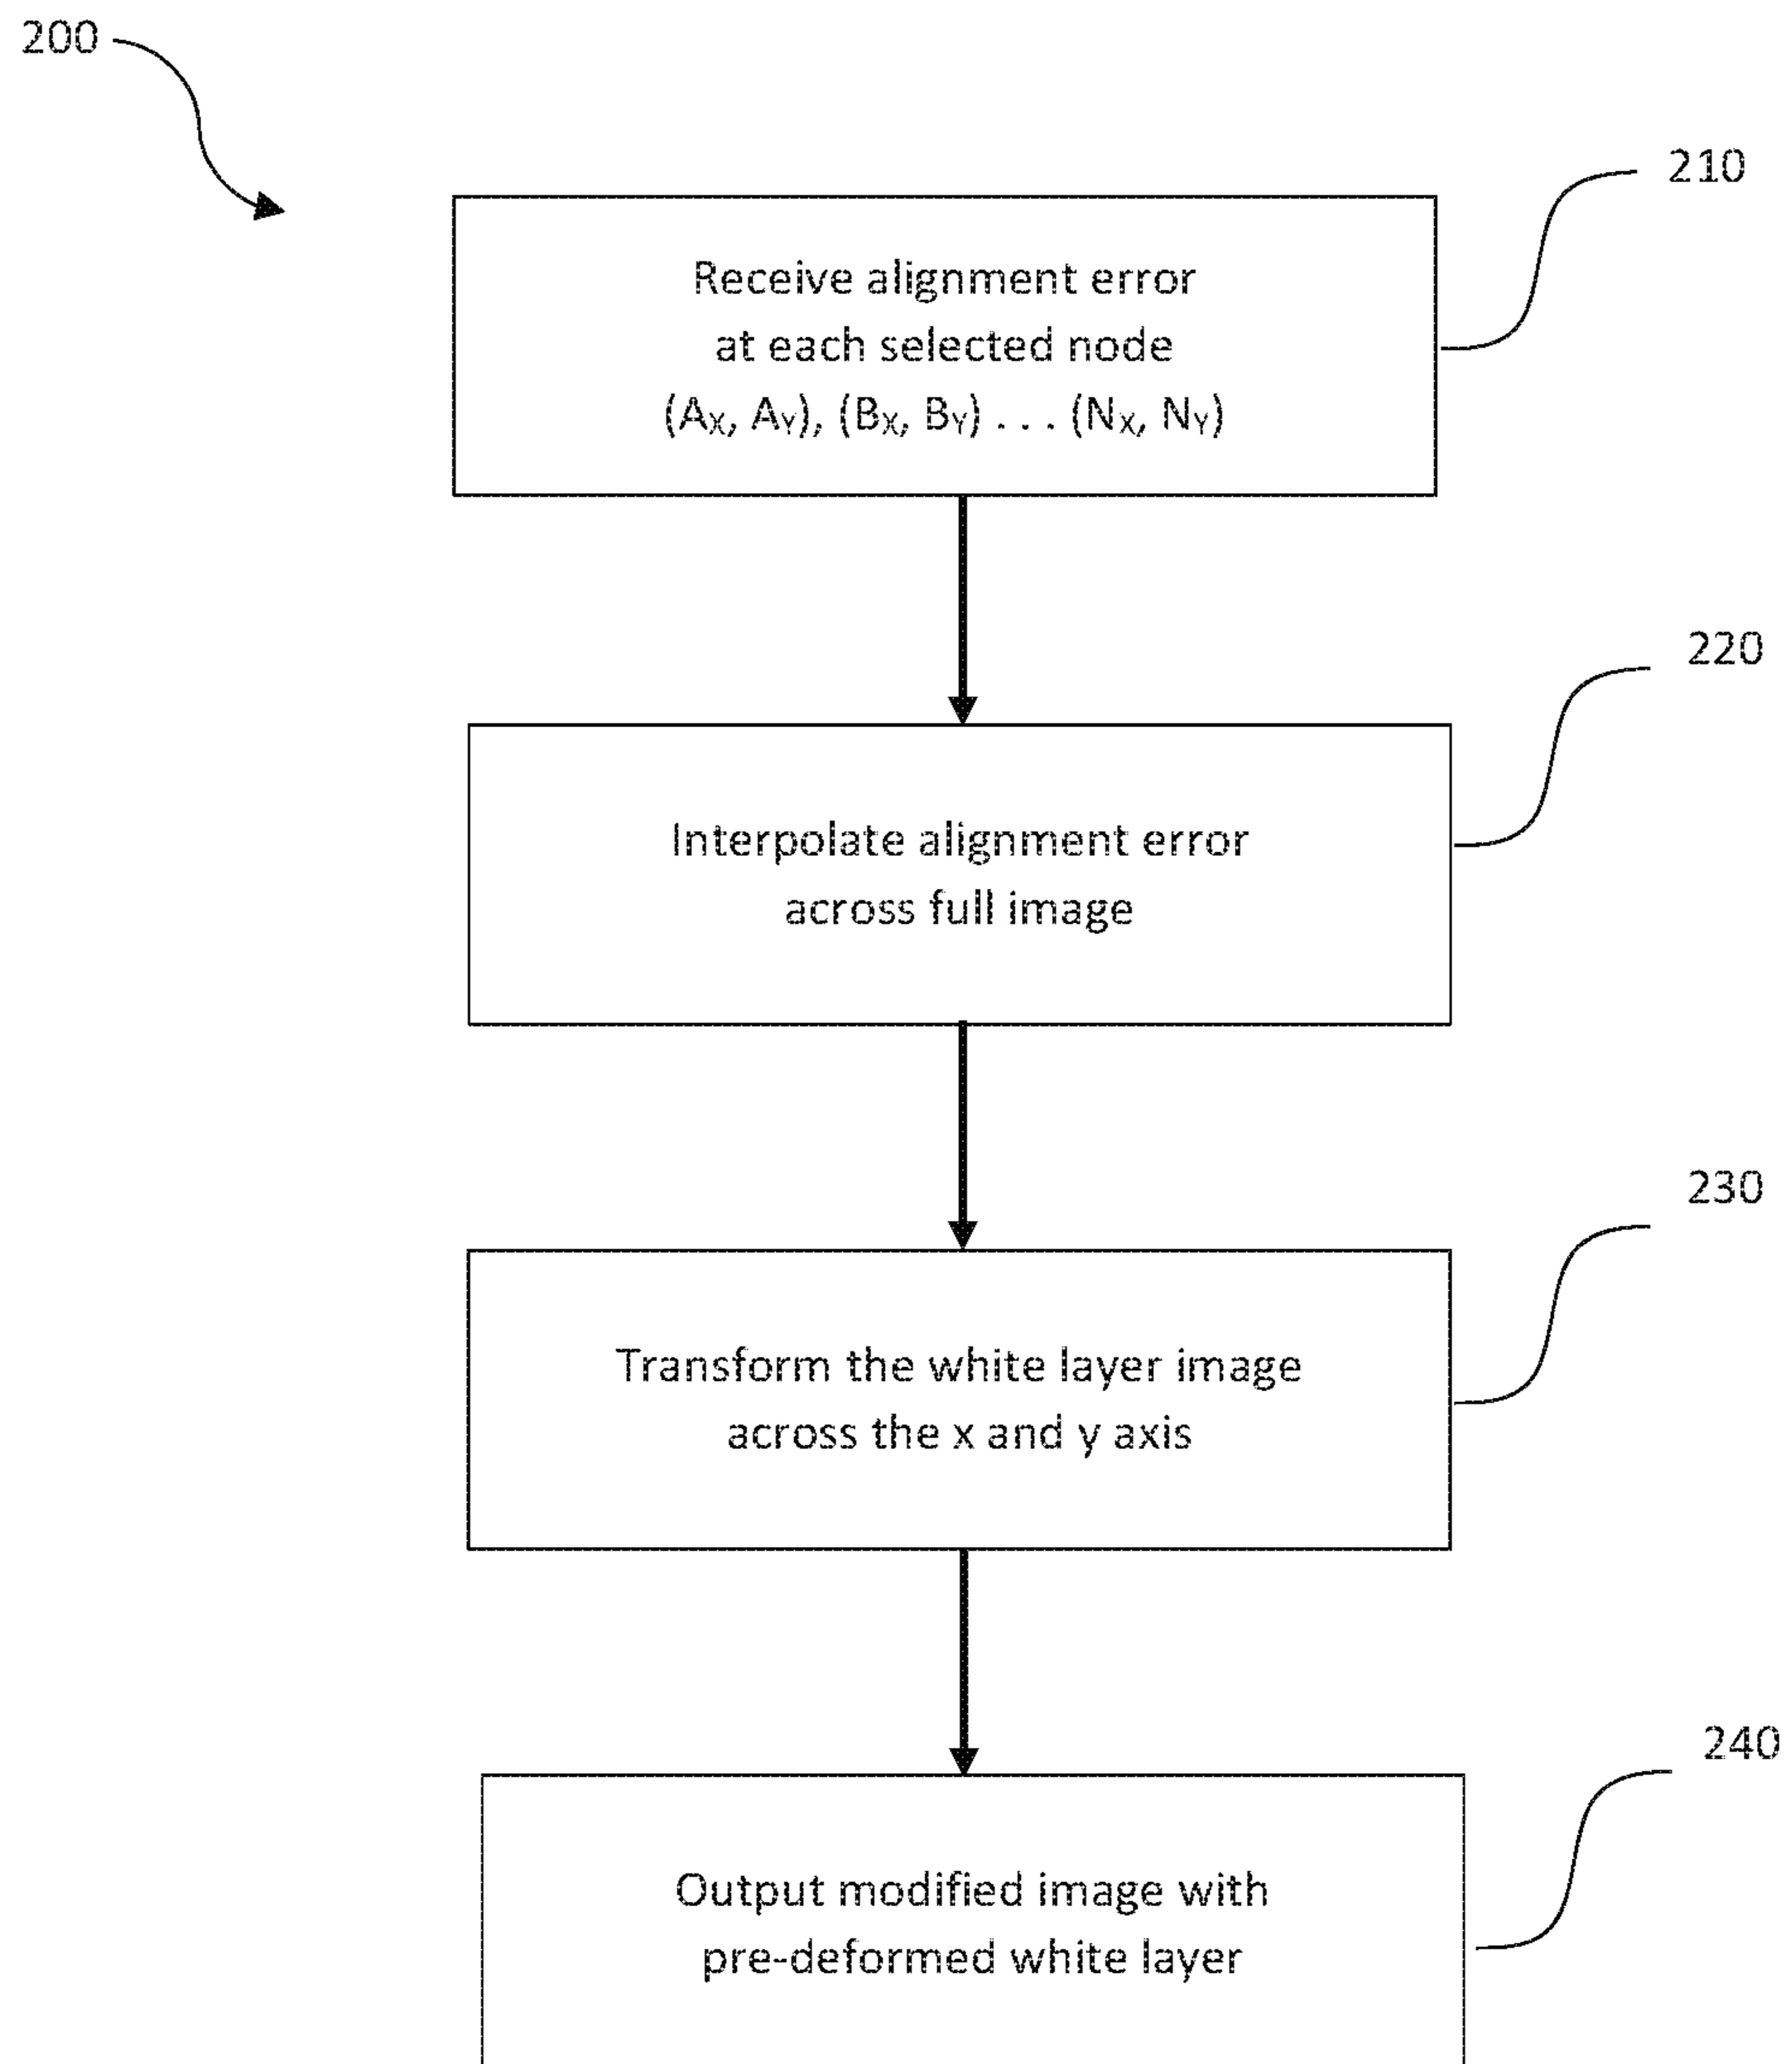 200
210
Receive alignment error
at each selected node
(Ax, AY), (Bx, BY) . . . (Nx, NY)
220
Interpolate alignment error
across full image
230
Transform the white layer image
across the x and y axis
240
Output modified image with
pre-deformed white layer